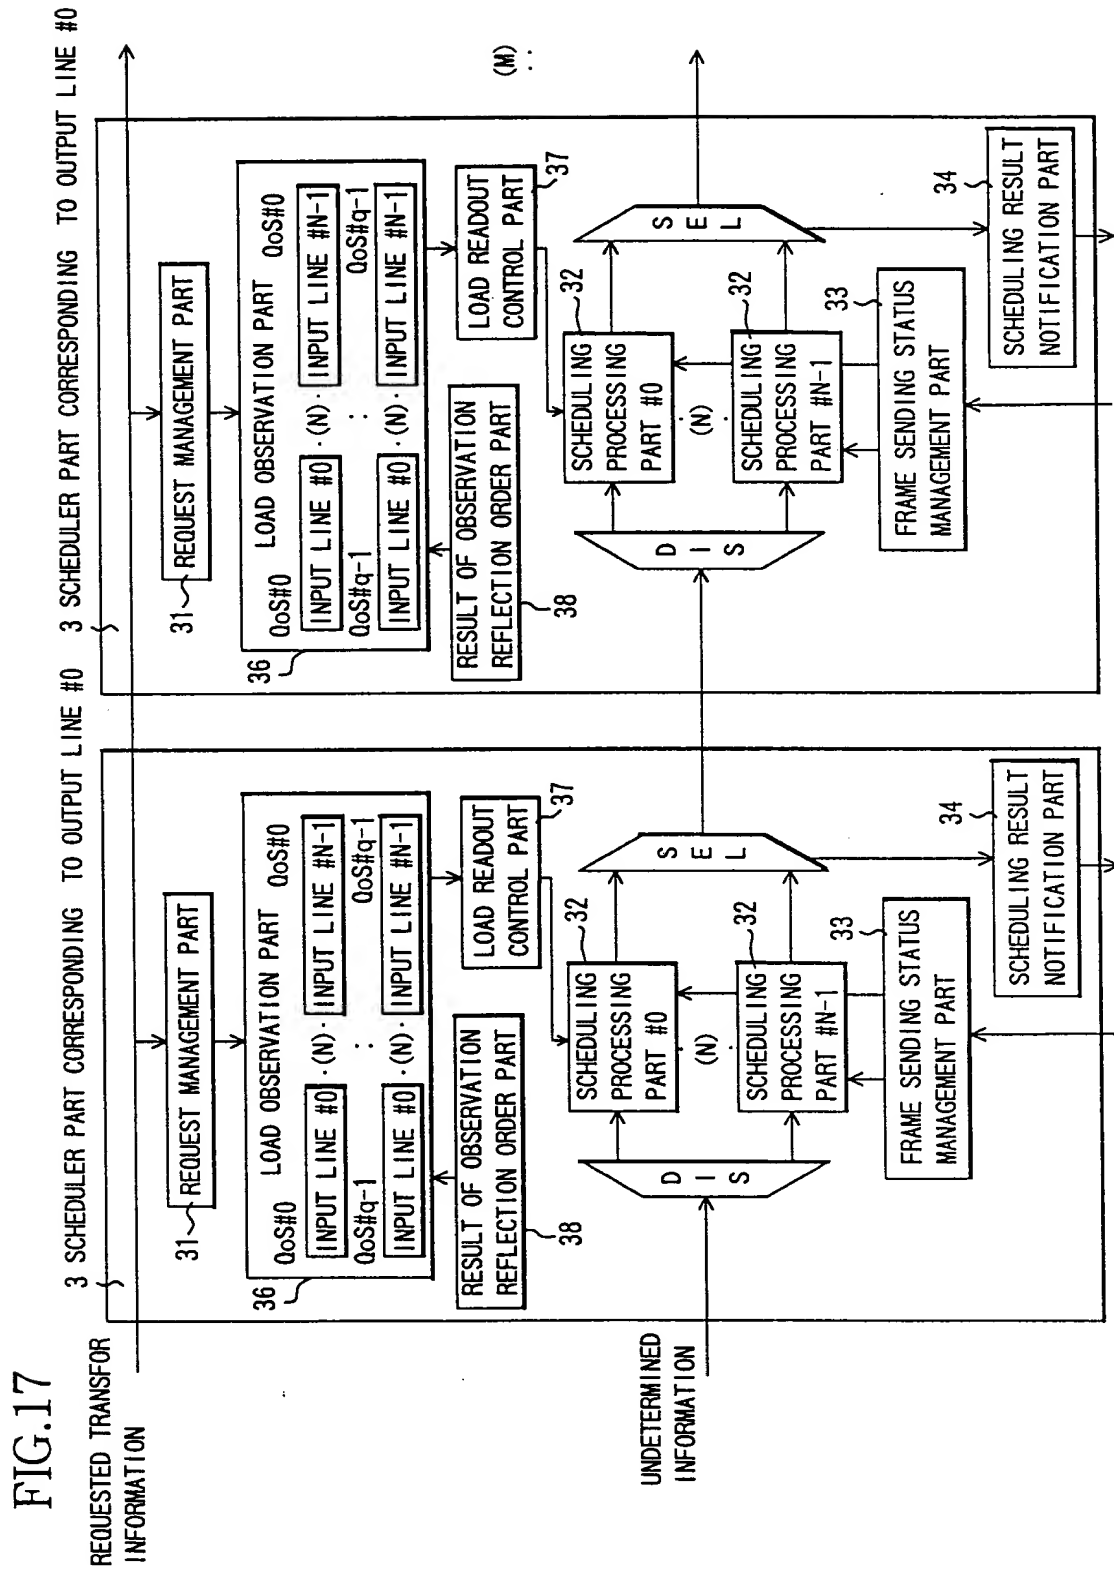 FIG.17
REQUESTED TRANSFOR
INFORMATION
UNDETERMINED
INFORMATION
3 SCHEDULER PART CORRESPONDING TO OUTPUT LINE #0
31
REQUEST MANAGEMENT PART
36
LOAD OBSERVATION PART
QoS#0
QoS#0
INPUT LINE #0
·(N)·
INPUT LINE #N-1
QoS#q-1
:
QoS#q-1
INPUT LINE #0
·(N)·
INPUT LINE #N-1
RESULT OF OBSERVATION
REFLECTION ORDER PART
38
LOAD READOUT
CONTROL PART
37
DIS
SCHEDULING
PROCESSING
PART #0
32
(N)
SCHEDULING
PROCESSING
PART #N-1
32
SEL
FRAME SENDING STATUS
MANAGEMENT PART
33
SCHEDULING RESULT
NOTIFICATION PART
34
3 SCHEDULER PART CORRESPONDING TO OUTPUT LINE #0
31
REQUEST MANAGEMENT PART
36
LOAD OBSERVATION PART
QoS#0
QoS#0
INPUT LINE #0
·(N)·
INPUT LINE #N-1
QoS#q-1
:
QoS#q-1
INPUT LINE #0
·(N)·
INPUT LINE #N-1
RESULT OF OBSERVATION
REFLECTION ORDER PART
38
LOAD READOUT
CONTROL PART
37
DIS
SCHEDULING
PROCESSING
PART #0
32
(N)
SCHEDULING
PROCESSING
PART #N-1
32
SEL
FRAME SENDING STATUS
MANAGEMENT PART
33
SCHEDULING RESULT
NOTIFICATION PART
34
(M)
: